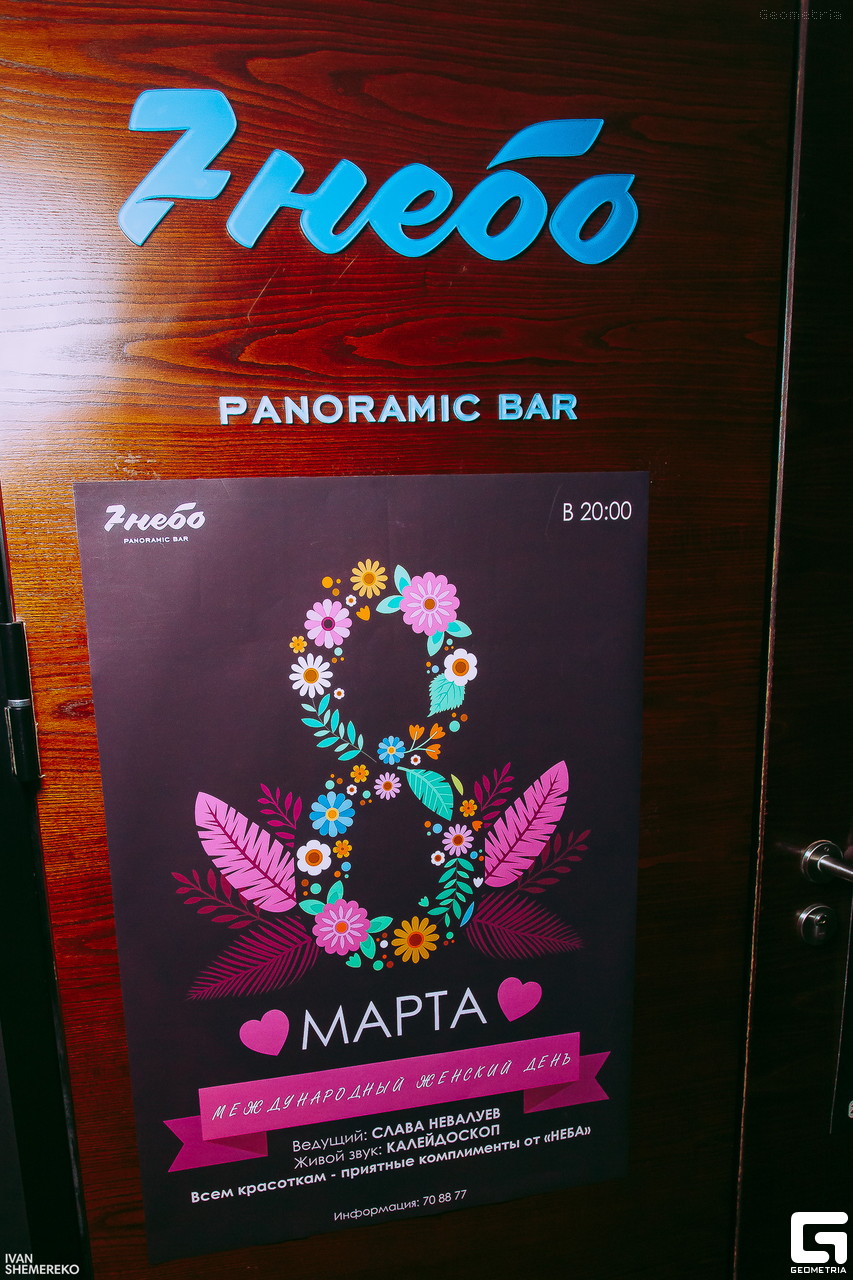 Geometria
7небо
PANORAMIC BAR
7небо
PANORAMIC BAR
В 20:00
8
МАРТА
МЕЖДУНАРОДНЫЙ ЖЕНСКИЙ ДЕНЬ
Ведущий: СЛАВА НЕВАЛУЕВ
Живой звук: КАЛЕЙДОСКОП
Всем красоткам - приятные комплименты от «НЕБА»
Информация: 70 88 77
IVAN
SHEMEREKO
GEOMETRIA